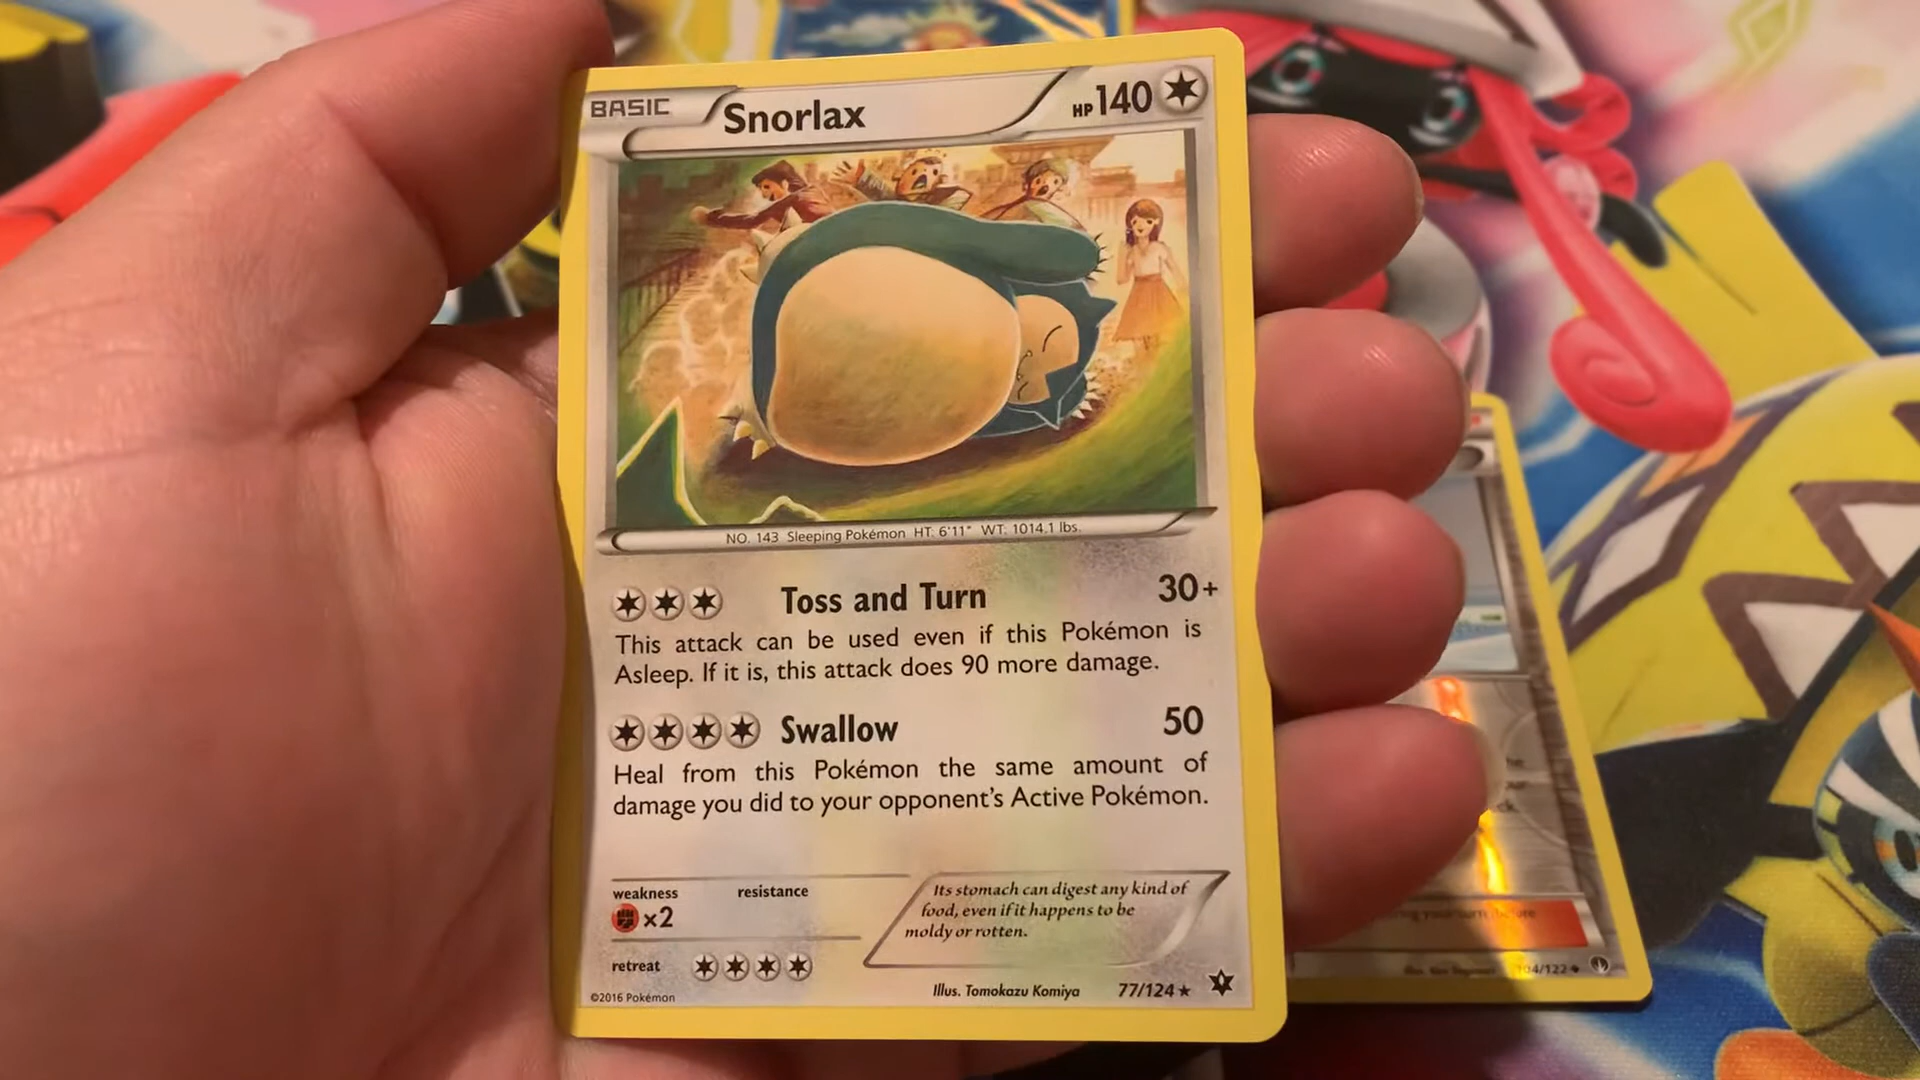 BASIC Snorlax HP 140
NO. 143 Sleeping Pokémon HT: 6'11" WT: 1014.1 lbs.
Toss and Turn 30+
This attack can be used even if this Pokémon is
Asleep. If it is, this attack does 90 more damage.
Swallow 50
Heal from this Pokémon the same amount of
damage you did to your opponent's Active Pokémon.
weakness resistance
×2
retreat
Its stomach can digest any kind of
food, even if it happens to be
moldy or rotten.
©2016 Pokémon
Illus. Tomokazu Komiya 77/124 ★
your turn before
/122